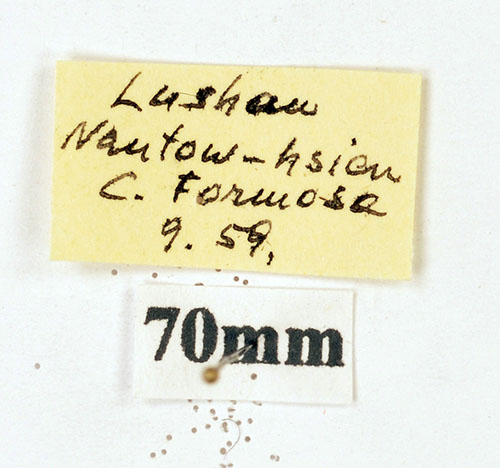 Lushan
Nantow-hsien
C. Formosa
9. 59,
70mm